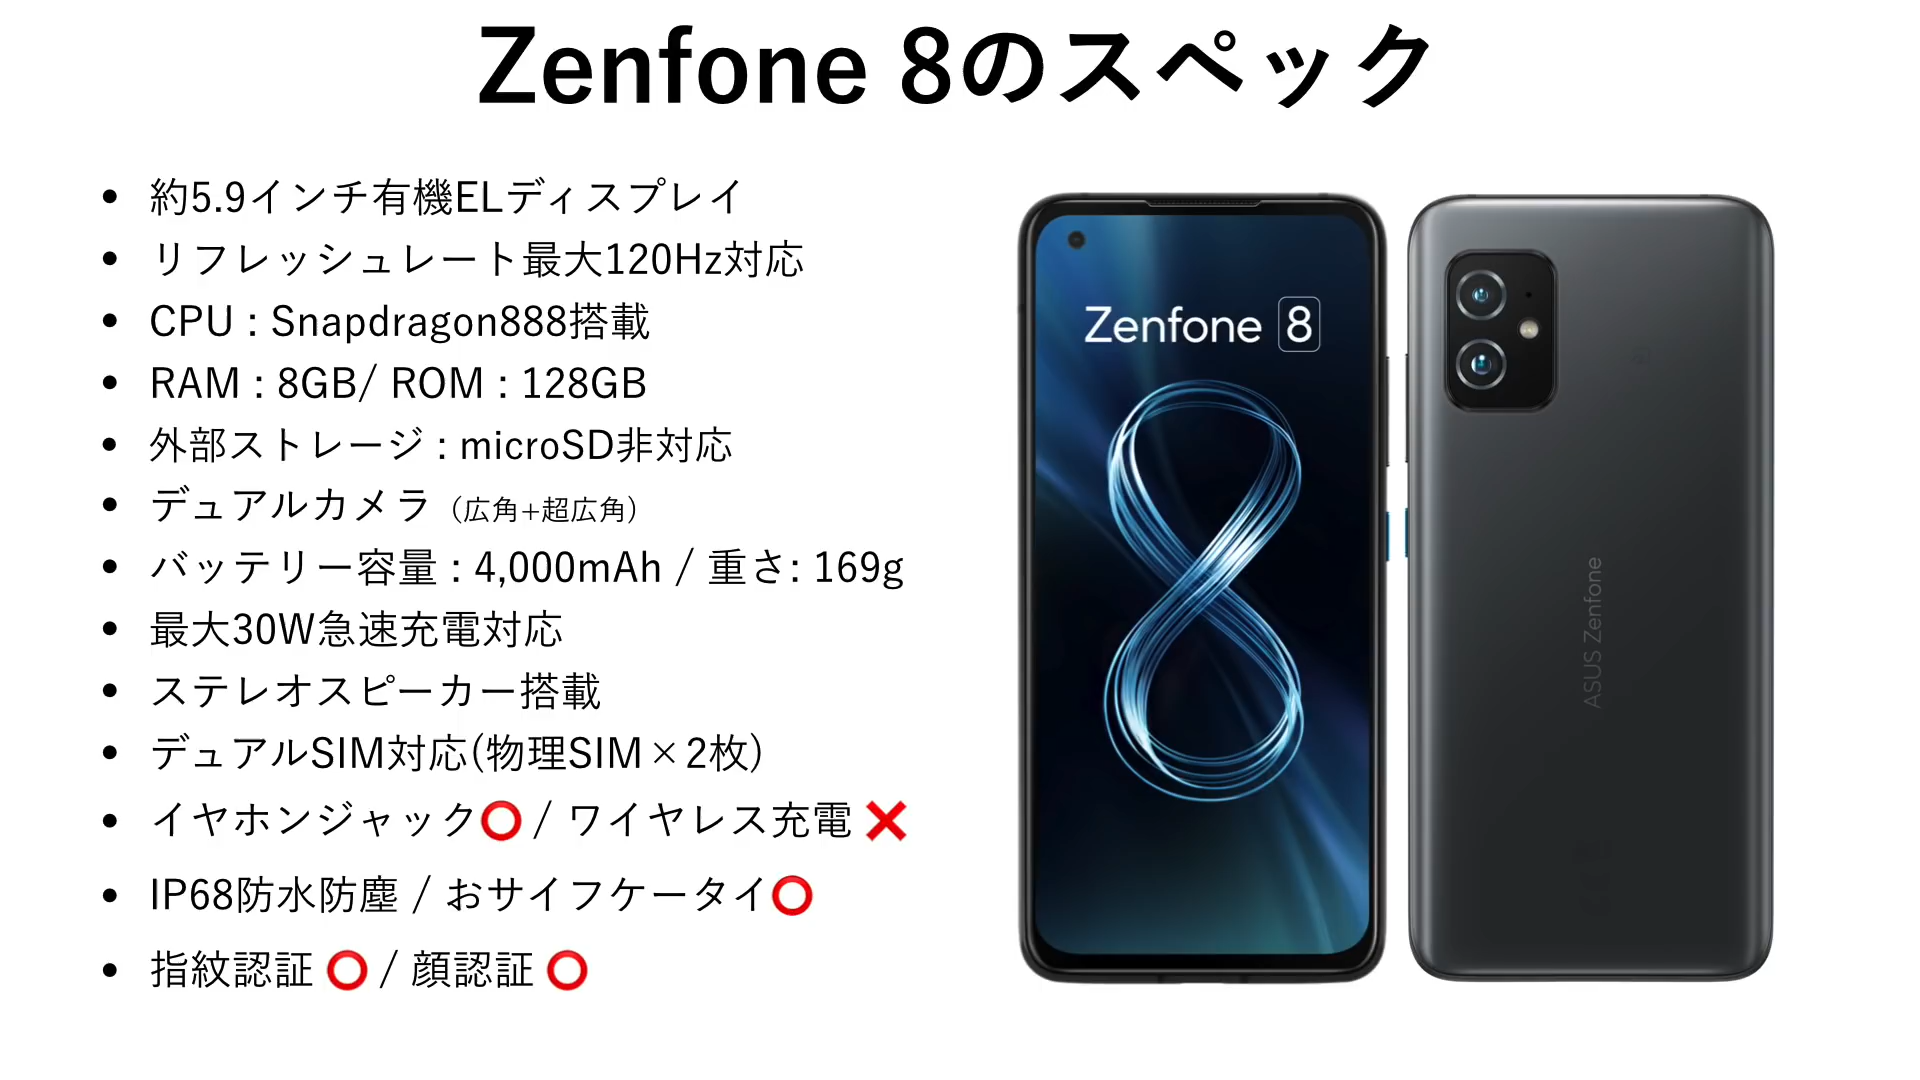 Zenfone 8のスペック
• 約5.9インチ有機ELディスプレイ
• リフレッシュレート最大120Hz対応
• CPU : Snapdragon888搭載
• RAM : 8GB/ ROM : 128GB
• 外部ストレージ : microSD非対応
• デュアルカメラ（広角+超広角）
• バッテリー容量 : 4,000mAh / 重さ: 169g
• 最大30W急速充電対応
• ステレオスピーカー搭載
• デュアルSIM対応(物理SIM×2枚)
• イヤホンジャック⭕ / ワイヤレス充電 ❌
• IP68防水防塵 / おサイフケータイ⭕
• 指紋認証 ⭕ / 顔認証 ⭕
Zenfone 8
ASUS Zenfone